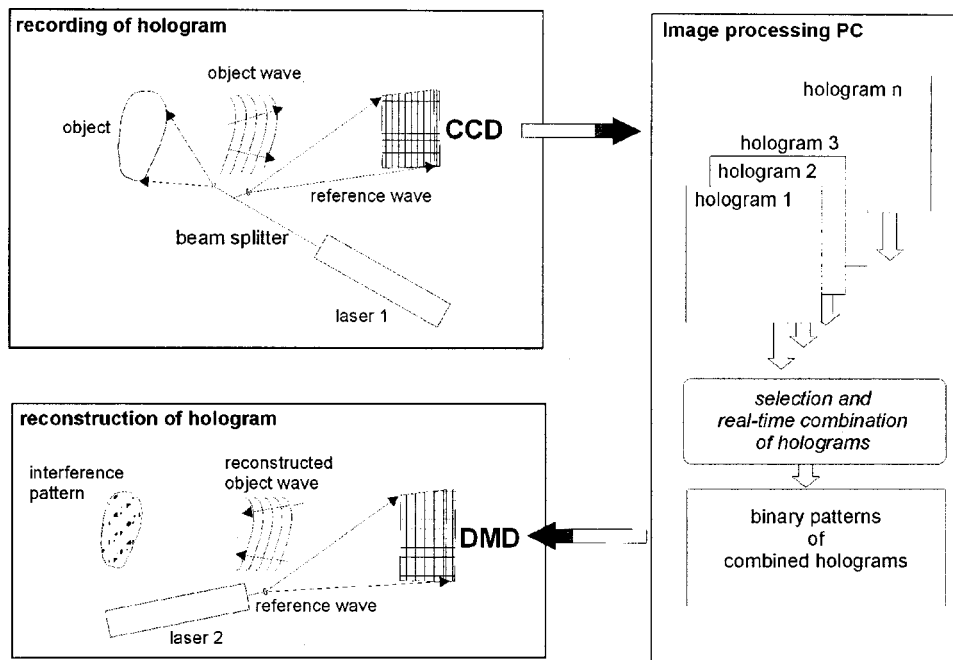 recording of hologram
object wave
object
CCD
reference wave
beam splitter
laser 1
Image processing PC
hologram n
hologram 3
hologram 2
hologram 1
selection and
real-time combination
of holograms
binary patterns
of
combined holograms
reconstruction of hologram
interference
pattern
reconstructed
object wave
DMD
reference wave
laser 2